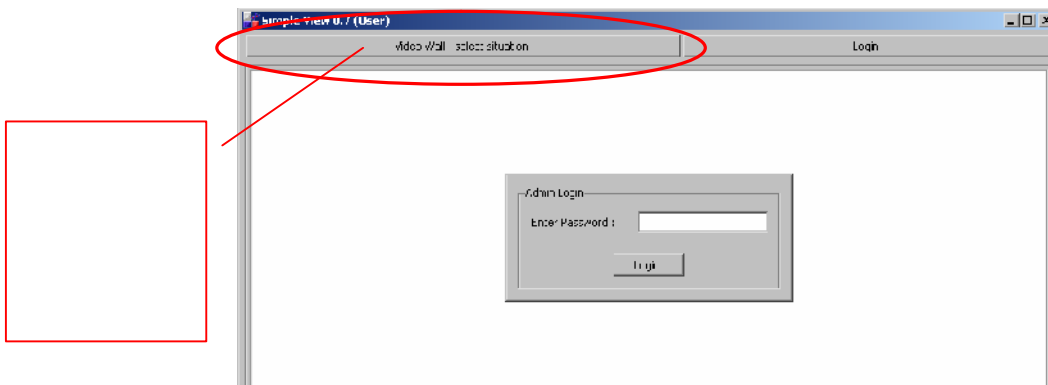 Simple View 0.7 (User)
Video Wall select situation
Login
Admin Login
Enter Password :
Login